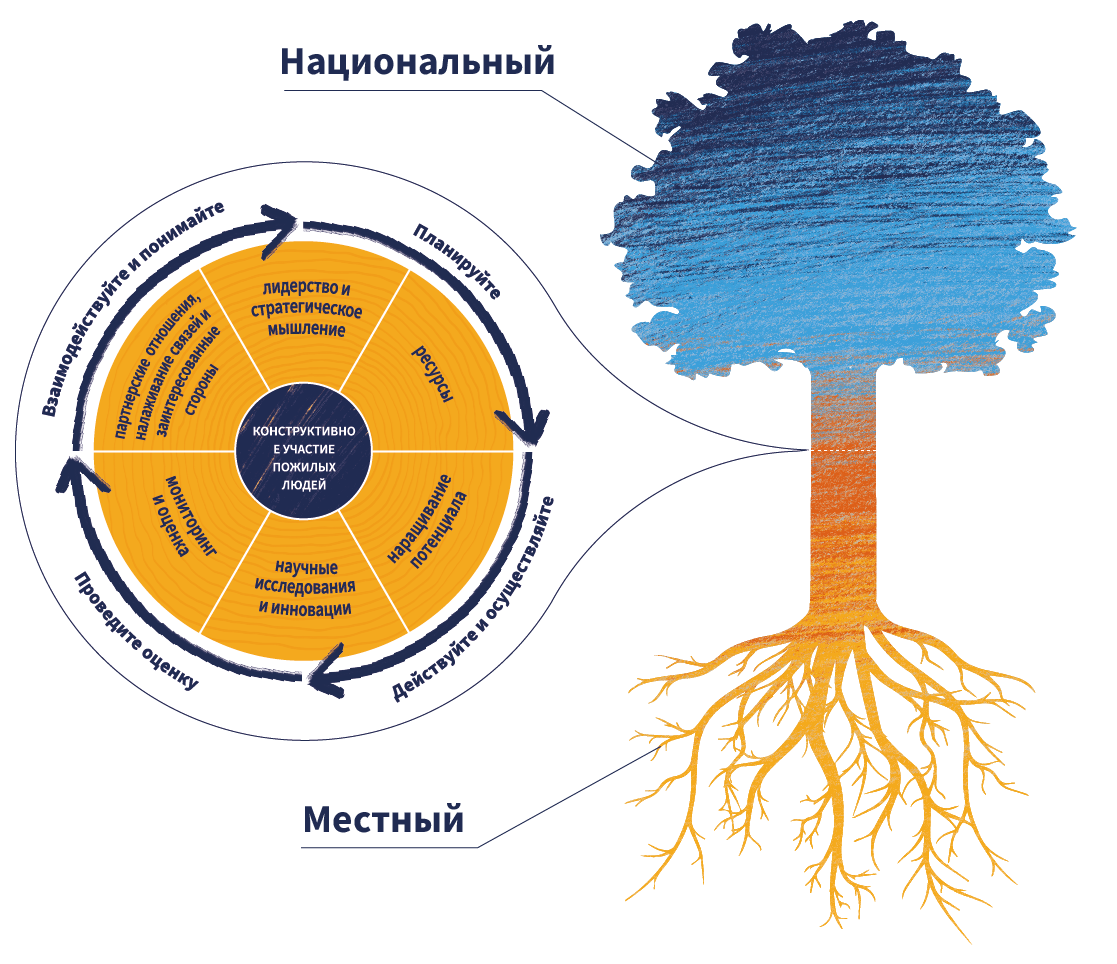 Национальный
Взаимодействуйте и понимайте
Планируйте
лидерство и
стратегическое
мышление
партнерские отношения,
налаживание связей и
заинтересованные
стороны
ресурсы
КОНСТРУКТИВНО
Е УЧАСТИЕ
ПОЖИЛЫХ
ЛЮДЕЙ
мониторинг
и оценка
наращивание
потенциала
научные
исследования
и инновации
Проведите оценку
Действуйте и осуществляйте
Местный